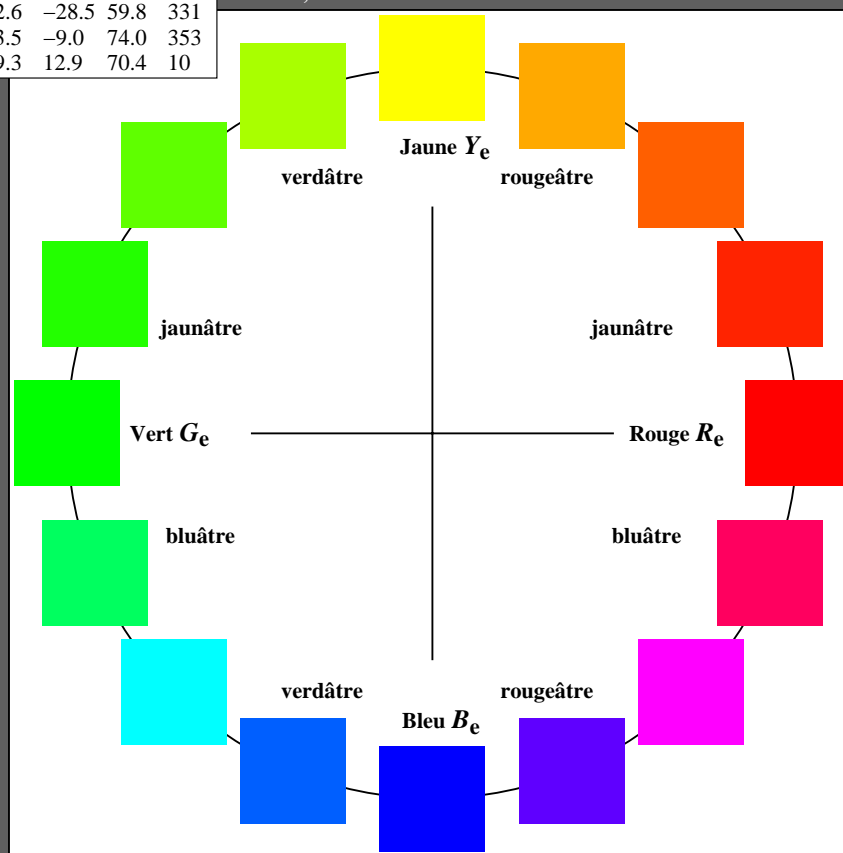 −28.5 59.8 331
−9.0 74.0 353
12.9 70.4 10
Jaune Ye
verdâtre rougeâtre
jaunâtre jaunâtre
Vert Ge Rouge Re
bluâtre bluâtre
verdâtre rougeâtre
Bleu Be